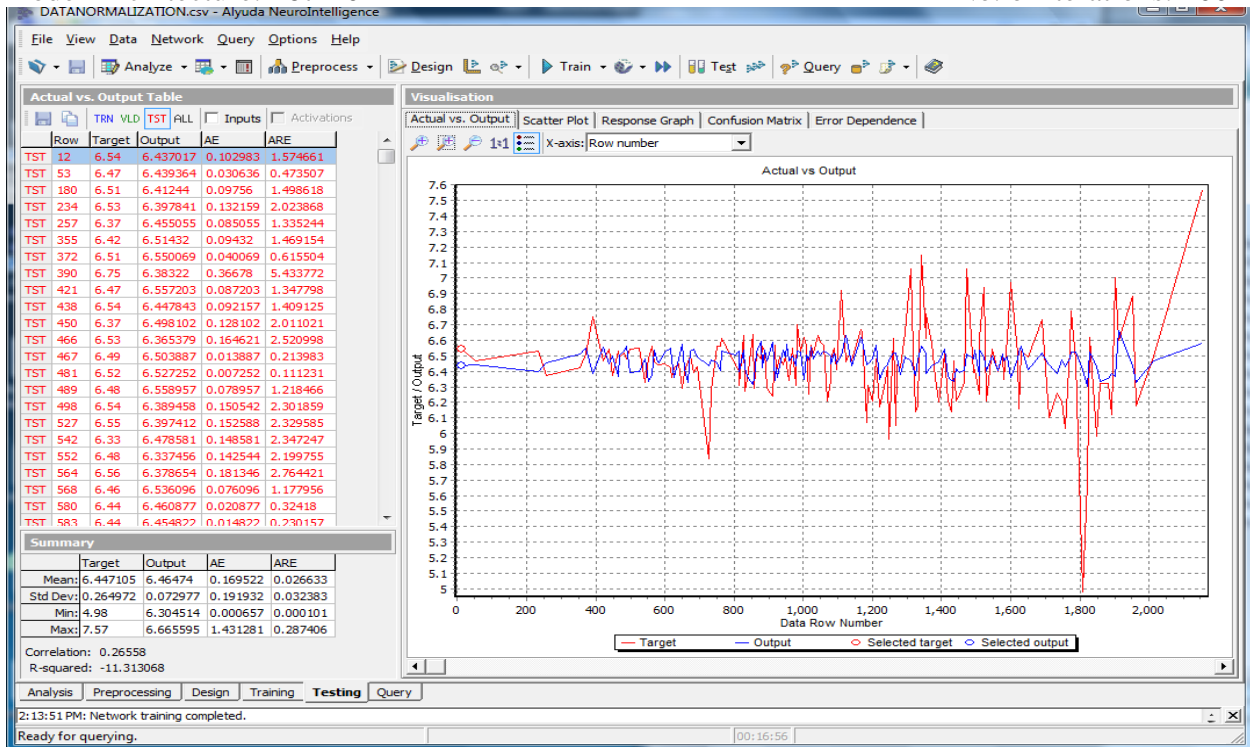 DATANORMALIZATION.csv - Alyuda NeuroIntelligence
File View Data Network Query Options Help
Analyze Preprocess Design Train Test Query
Actual vs. Output Table
TRN VLD TST ALL Inputs Activations
Row Target Output AE ARE
TST 12 6.54 6.437017 0.102983 1.574661
TST 53 6.47 6.439364 0.030636 0.473507
TST 180 6.51 6.41244 0.09756 1.498618
TST 234 6.53 6.397841 0.132159 2.023868
TST 257 6.37 6.455055 0.085055 1.335244
TST 355 6.42 6.51432 0.09432 1.469154
TST 372 6.51 6.550069 0.040069 0.615504
TST 390 6.75 6.38322 0.36678 5.433772
TST 421 6.47 6.557203 0.087203 1.347798
TST 438 6.54 6.447843 0.092157 1.409125
TST 450 6.37 6.498102 0.128102 2.011021
TST 466 6.53 6.365379 0.164621 2.520998
TST 467 6.49 6.503887 0.013887 0.213983
TST 481 6.52 6.527252 0.007252 0.111231
TST 489 6.48 6.558957 0.078957 1.218466
TST 498 6.54 6.389458 0.150542 2.301859
TST 527 6.55 6.397412 0.152588 2.329585
TST 542 6.33 6.478581 0.148581 2.347247
TST 552 6.48 6.337456 0.142544 2.199755
TST 564 6.56 6.378654 0.181346 2.764421
TST 568 6.46 6.536096 0.076096 1.177956
TST 580 6.44 6.460877 0.020877 0.32418
TST 583 6.44 6.454822 0.014822 0.230157
Summary
Target Output AE ARE
Mean: 6.447105 6.46474 0.169522 0.026633
Std Dev: 0.264972 0.072977 0.191932 0.032383
Min: 4.98 6.304514 0.000657 0.000101
Max: 7.57 6.665595 1.431281 0.287406
Correlation: 0.26558
R-squared: -11.313068
Visualisation
Actual vs. Output Scatter Plot Response Graph Confusion Matrix Error Dependence
1:1 X-axis: Row number
Actual vs Output
Target / Output
7.6
7.5
7.4
7.3
7.2
7.1
7
6.9
6.8
6.7
6.6
6.5
6.4
6.3
6.2
6.1
6
5.9
5.8
5.7
5.6
5.5
5.4
5.3
5.2
5.1
5
0 200 400 600 800 1,000 1,200 1,400 1,600 1,800 2,000
Data Row Number
Target Output Selected target Selected output
Analysis Preprocessing Design Training Testing Query
2:13:51 PM: Network training completed.
Ready for querying.
00:16:56